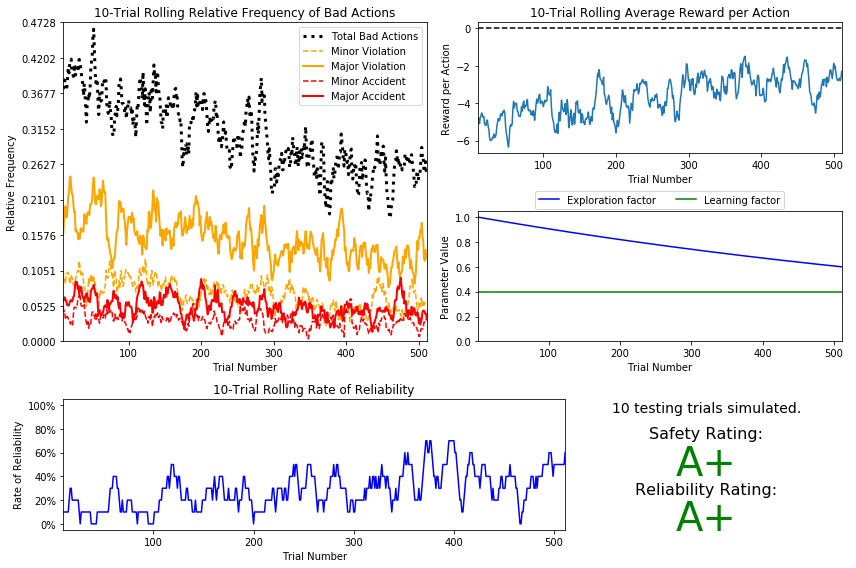 10-Trial Rolling Relative Frequency of Bad Actions
0.4728
0.4202
0.3677
0.3152
0.2627
0.2101
0.1576
0.1051
0.0525
0.0000
Relative Frequency
Total Bad Actions
Minor Violation
Major Violation
Minor Accident
Major Accident
100 200 300 400 500
Trial Number
10-Trial Rolling Average Reward per Action
0
−2
−4
−6
Reward per Action
100 200 300 400 500
Trial Number
Exploration factor Learning factor
1.0
0.8
0.6
0.4
0.2
0.0
Parameter Value
100 200 300 400 500
Trial Number
10-Trial Rolling Rate of Reliability
100%
80%
60%
40%
20%
0%
Rate of Reliability
100 200 300 400 500
Trial Number
10 testing trials simulated.
Safety Rating:
A+
Reliability Rating:
A+